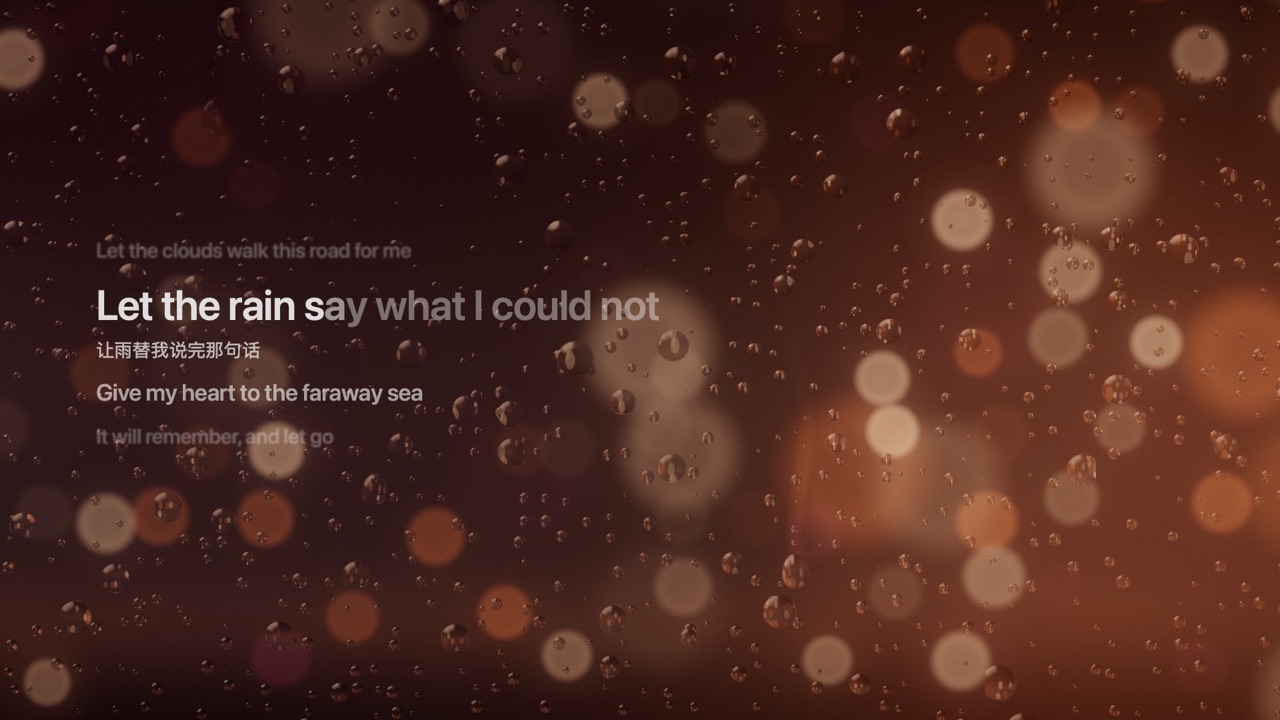 Let the clouds walk this road for me
Let the rain say what I could not
让雨替我说完那句话
Give my heart to the faraway sea
It will remember, and let go